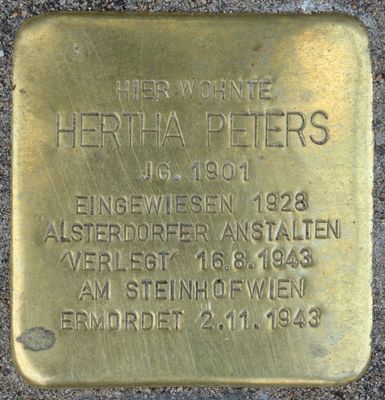 HIER WOHNTE
HERTHA PETERS
JG. 1901
EINGEWIESEN 1928
ALSTERDORFER ANSTALTEN
'VERLEGT' 16.8.1943
AM STEINHOF WIEN
ERMORDET 2.11.1943